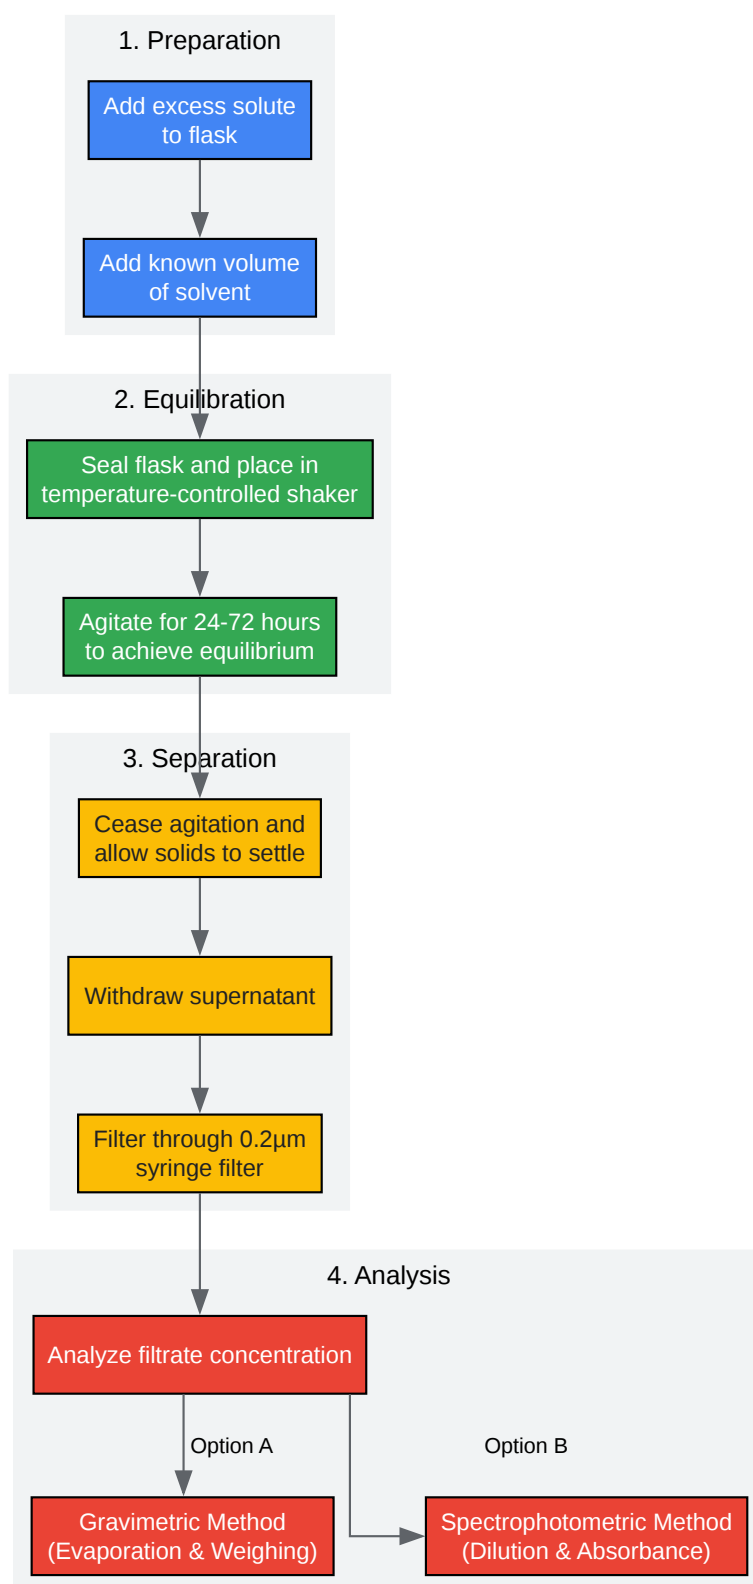 1. Preparation
Add excess solute
to flask
Add known volume
of solvent
2. Equilibration
Seal flask and place in
temperature-controlled shaker
Agitate for 24-72 hours
to achieve equilibrium
3. Separation
Cease agitation and
allow solids to settle
Withdraw supernatant
Filter through 0.2µm
syringe filter
4. Analysis
Analyze filtrate concentration
Option A
Option B
Gravimetric Method
(Evaporation & Weighing)
Spectrophotometric Method
(Dilution & Absorbance)